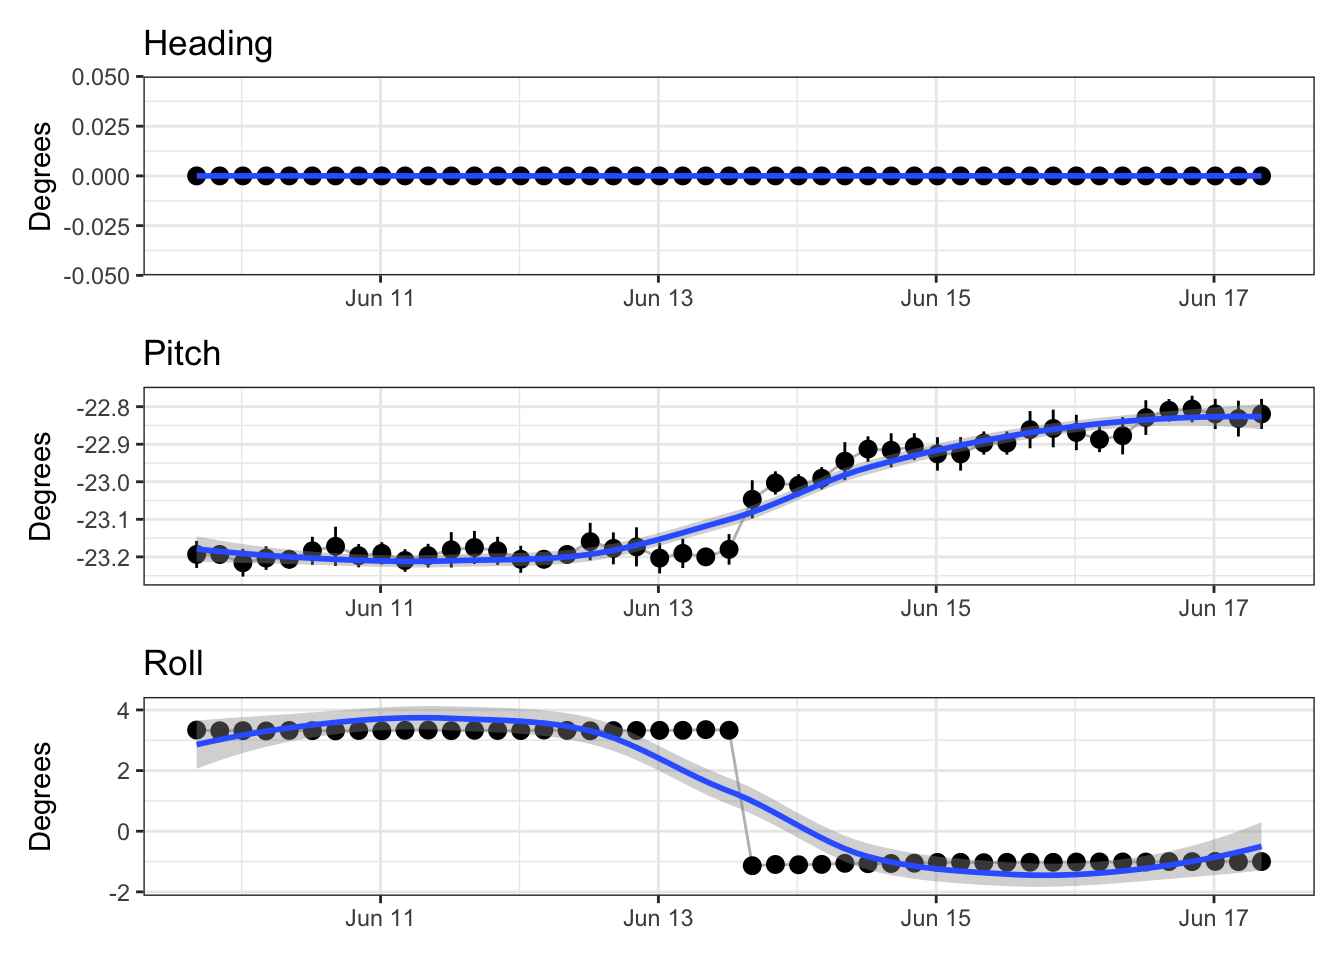 Heading
Degrees
0.050
0.025
0.000
-0.025
-0.050
Jun 11 Jun 13 Jun 15 Jun 17
Pitch
Degrees
-22.8
-22.9
-23.0
-23.1
-23.2
Jun 11 Jun 13 Jun 15 Jun 17
Roll
Degrees
4
2
0
-2
Jun 11 Jun 13 Jun 15 Jun 17